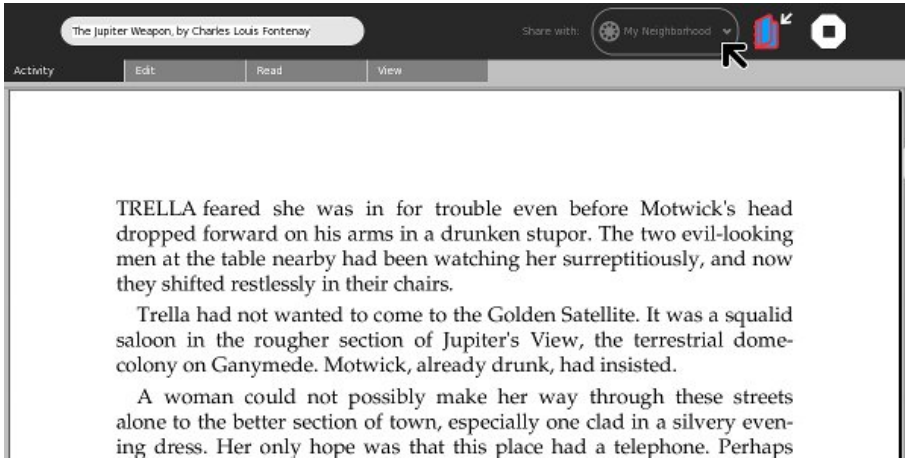 The Jupiter Weapon, by Charles Louis Fontenay
Share with: My Neighborhood
Activity Edit Read View
TRELLA feared she was in for trouble even before Motwick's head
dropped forward on his arms in a drunken stupor. The two evil-looking
men at the table nearby had been watching her surreptitiously, and now
they shifted restlessly in their chairs.
Trella had not wanted to come to the Golden Satellite. It was a squalid
saloon in the rougher section of Jupiter's View, the terrestrial dome-
colony on Ganymede. Motwick, already drunk, had insisted.
A woman could not possibly make her way through these streets
alone to the better section of town, especially one clad in a silvery even-
ing dress. Her only hope was that this place had a telephone. Perhaps